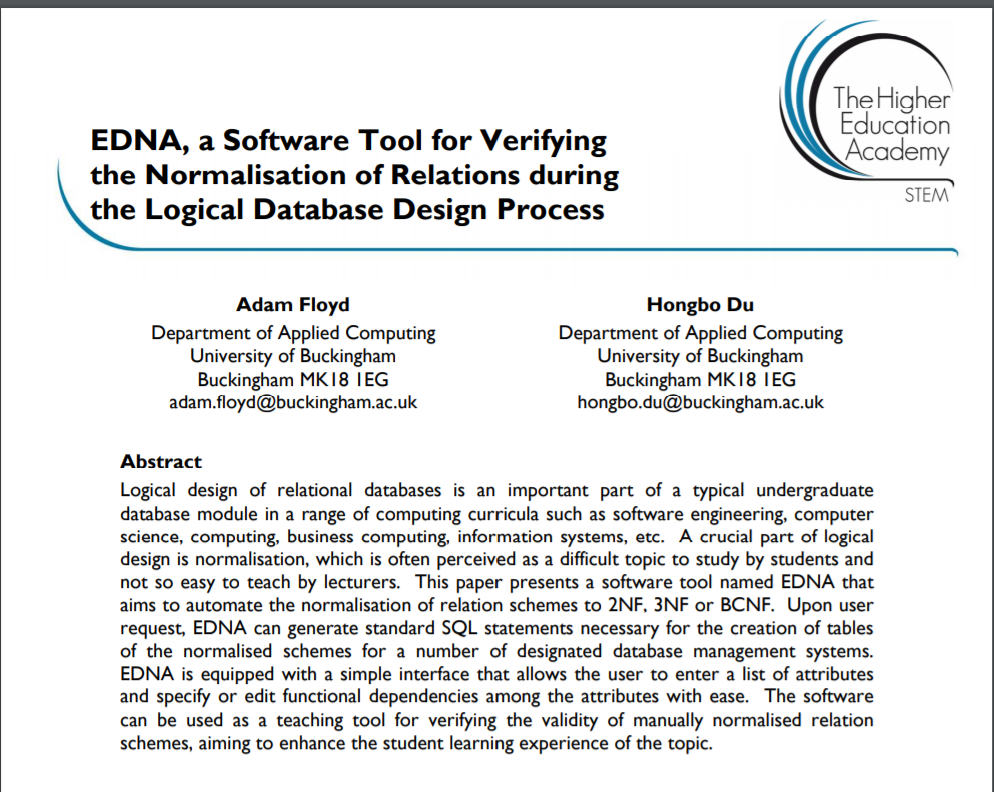 The Higher
Education
Academy
STEM
EDNA, a Software Tool for Verifying
the Normalisation of Relations during
the Logical Database Design Process
Adam Floyd
Department of Applied Computing
University of Buckingham
Buckingham MK18 1EG
adam.floyd@buckingham.ac.uk
Hongbo Du
Department of Applied Computing
University of Buckingham
Buckingham MK18 1EG
hongbo.du@buckingham.ac.uk
Abstract
Logical design of relational databases is an important part of a typical undergraduate
database module in a range of computing curricula such as software engineering, computer
science, computing, business computing, information systems, etc. A crucial part of logical
design is normalisation, which is often perceived as a difficult topic to study by students and
not so easy to teach by lecturers. This paper presents a software tool named EDNA that
aims to automate the normalisation of relation schemes to 2NF, 3NF or BCNF. Upon user
request, EDNA can generate standard SQL statements necessary for the creation of tables
of the normalised schemes for a number of designated database management systems.
EDNA is equipped with a simple interface that allows the user to enter a list of attributes
and specify or edit functional dependencies among the attributes with ease. The software
can be used as a teaching tool for verifying the validity of manually normalised relation
schemes, aiming to enhance the student learning experience of the topic.